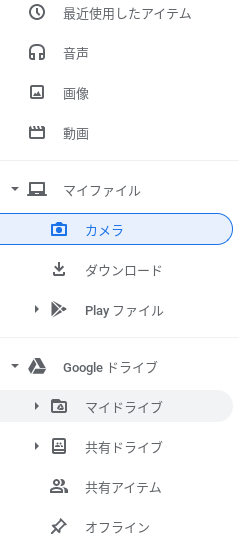 最近使用したアイテム
音声
画像
動画
マイファイル
カメラ
ダウンロード
Play ファイル
Google ドライブ
マイドライブ
共有ドライブ
共有アイテム
オフライン